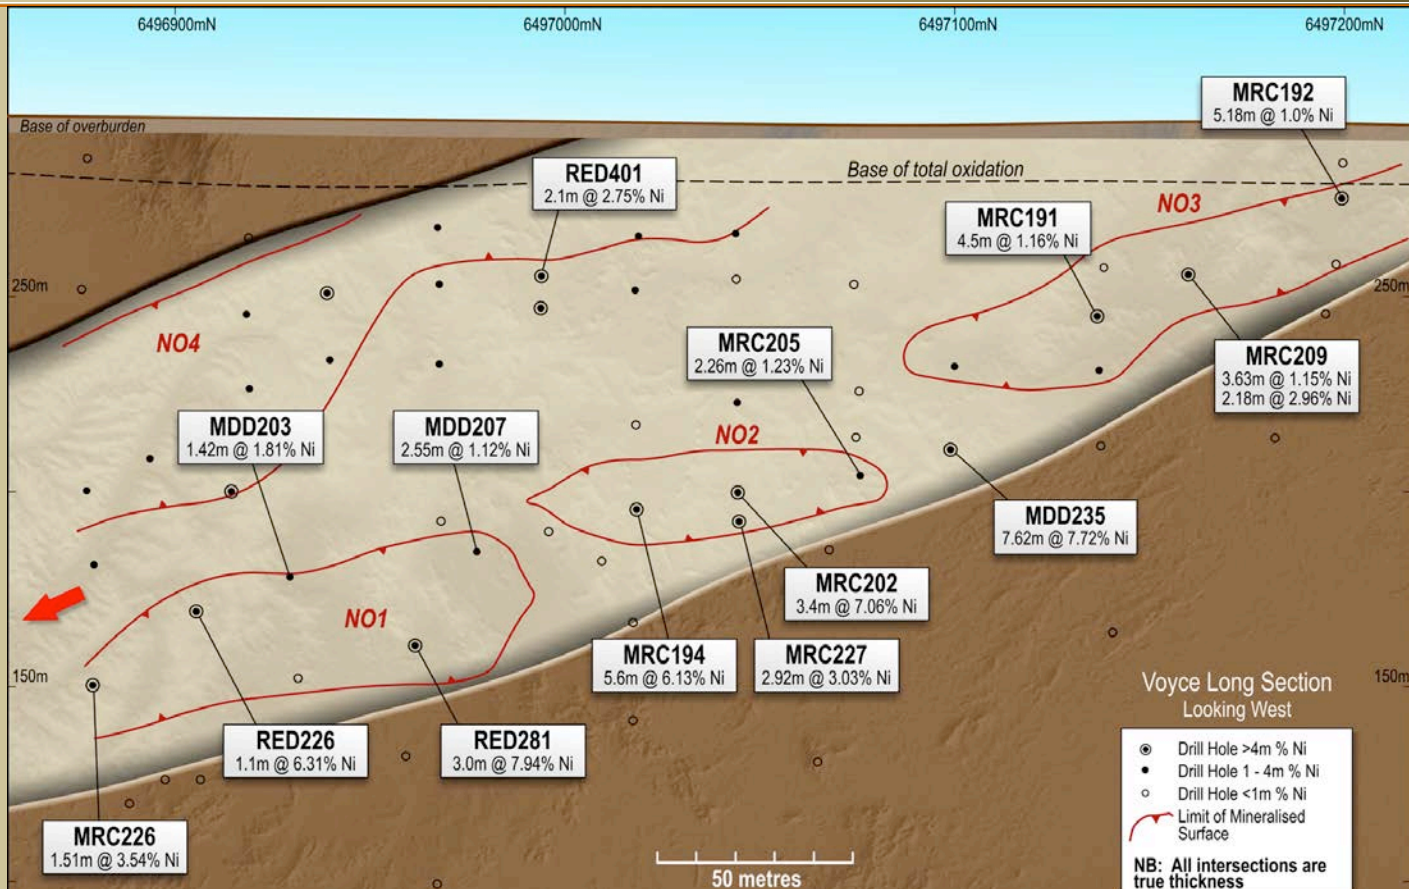 6496900mN
6497000mN
6497100mN
6497200mN
Base of overburden
MRC192
5.18m @ 1.0% Ni
Base of total oxidation
RED401
2.1m @ 2.75% Ni
NO3
MRC191
4.5m @ 1.16% Ni
250m
250m
NO4
MRC205
2.26m @ 1.23% Ni
MRC209
3.63m @ 1.15% Ni
2.18m @ 2.96% Ni
MDD203
1.42m @ 1.81% Ni
MDD207
2.55m @ 1.12% Ni
NO2
MDD235
7.62m @ 7.72% Ni
MRC202
3.4m @ 7.06% Ni
NO1
MRC194
5.6m @ 6.13% Ni
MRC227
2.92m @ 3.03% Ni
150m
150m
RED226
1.1m @ 6.31% Ni
RED281
3.0m @ 7.94% Ni
MRC226
1.51m @ 3.54% Ni
50 metres
Voyce Long Section
Looking West
Drill Hole >4m % Ni
Drill Hole 1 - 4m % Ni
Drill Hole <1m % Ni
Limit of Mineralised
Surface
NB: All intersections are
true thickness